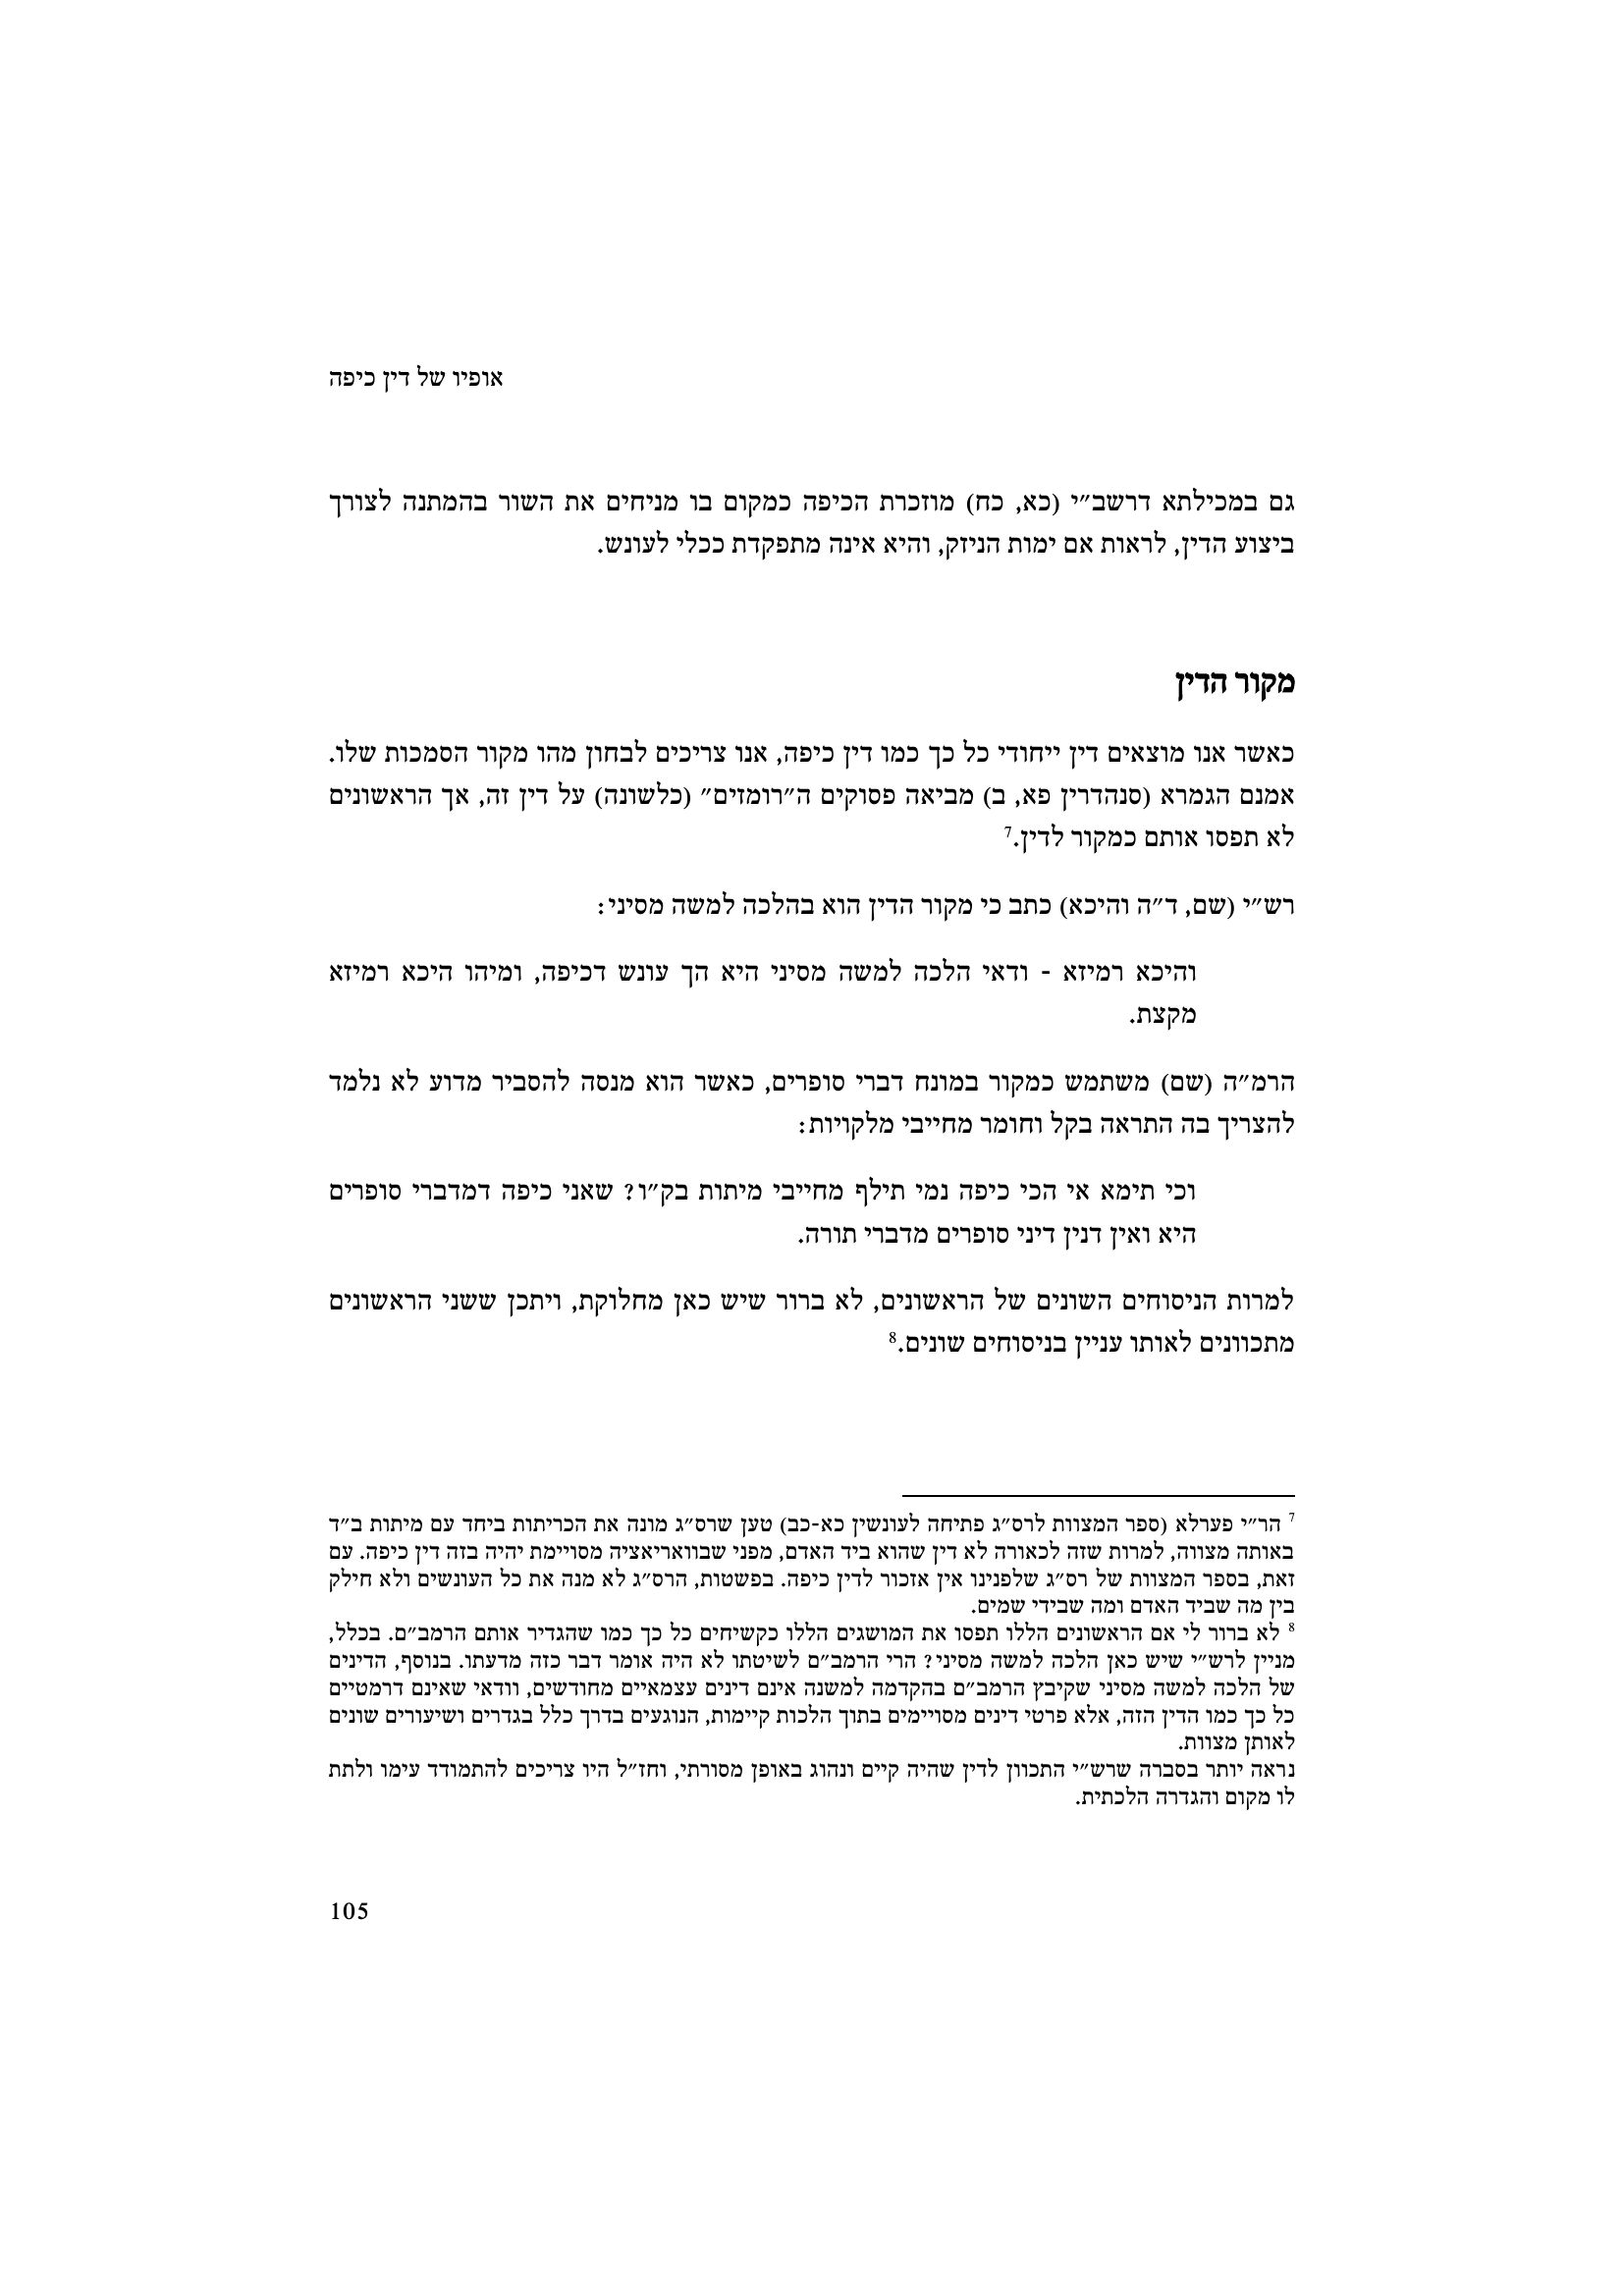 אופיו של דין כיפה
גם במכילתא דרשב״י (כא, כח) מוזכרת הכיפה כמקום בו מניחים את השור בהמתנה לצורך
ביצוע הדין, לראות אם ימות הניזק, והיא אינה מתפקדת ככלי לעונש.
מקור הדין
כאשר אנו מוצאים דין ייחודי כל כך כמו דין כיפה, אנו צריכים לבחון מהו מקור הסמכות שלו.
אמנם הגמרא (סנהדרין פא, ב) מביאה פסוקים ה״רומזים״ (כלשונה) על דין זה, אך הראשונים
לא תפסו אותם כמקור לדין.7
רש״י (שם, ד״ה והיכא) כתב כי מקור הדין הוא בהלכה למשה מסיני:
והיכא רמיזא - ודאי הלכה למשה מסיני היא הך עונש דכיפה, ומיהו היכא רמיזא
מקצת.
הרמ״ה (שם) משתמש כמקור במונח דברי סופרים, כאשר הוא מנסה להסביר מדוע לא נלמד
להצריך בה התראה בקל וחומר מחייבי מלקויות:
וכי תימא אי הכי כיפה נמי תילף מחייבי מיתות בק״ו? שאני כיפה דמדברי סופרים
היא ואין דנין דיני סופרים מדברי תורה.
למרות הניסוחים השונים של הראשונים, לא ברור שיש כאן מחלוקת, ויתכן ששני הראשונים
מתכוונים לאותו עניין בניסוחים שונים.8
7 הר״י פערלא (ספר המצוות לרס״ג פתיחה לעונשין כא-כב) טען שרס״ג מונה את הכריתות ביחד עם מיתות ב״ד
באותה מצווה, למרות שזה לכאורה לא דין שהוא ביד האדם, מפני שבוואריאציה מסויימת יהיה בזה דין כיפה. עם
זאת, בספר המצוות של רס״ג שלפנינו אין אזכור לדין כיפה. בפשטות, הרס״ג לא מנה את כל העונשים ולא חילק
בין מה שביד האדם ומה שבידי שמים.
8 לא ברור לי אם הראשונים הללו תפסו את המושגים הללו כקשיחים כל כך כמו שהגדיר אותם הרמב״ם. בכלל,
מניין לרש״י שיש כאן הלכה למשה מסיני? הרי הרמב״ם לשיטתו לא היה אומר דבר כזה מדעתו. בנוסף, הדינים
של הלכה למשה מסיני שקיבץ הרמב״ם בהקדמה למשנה אינם דינים עצמאיים מחודשים, וודאי שאינם דרמטיים
כל כך כמו הדין הזה, אלא פרטי דינים מסויימים בתוך הלכות קיימות, הנוגעים בדרך כלל בגדרים ושיעורים שונים
לאותן מצוות.
נראה יותר בסברה שרש״י התכוון לדין שהיה קיים ונהוג באופן מסורתי, וחז״ל היו צריכים להתמודד עימו ולתת
לו מקום והגדרה הלכתית.
105